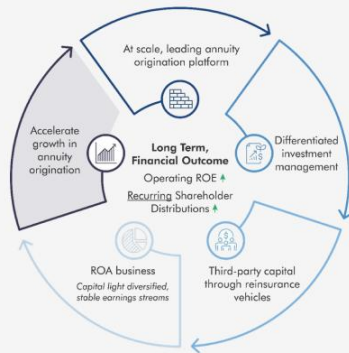 At scale, leading annuity
origination platform
Differentiated
investment
management
Third-party capital
through reinsurance
vehicles
ROA business
Capital light diversified,
stable earnings streams
Accelerate
growth in
annuity
origination
Long Term,
Financial Outcome
Operating ROE
Recurring Shareholder
Distributions